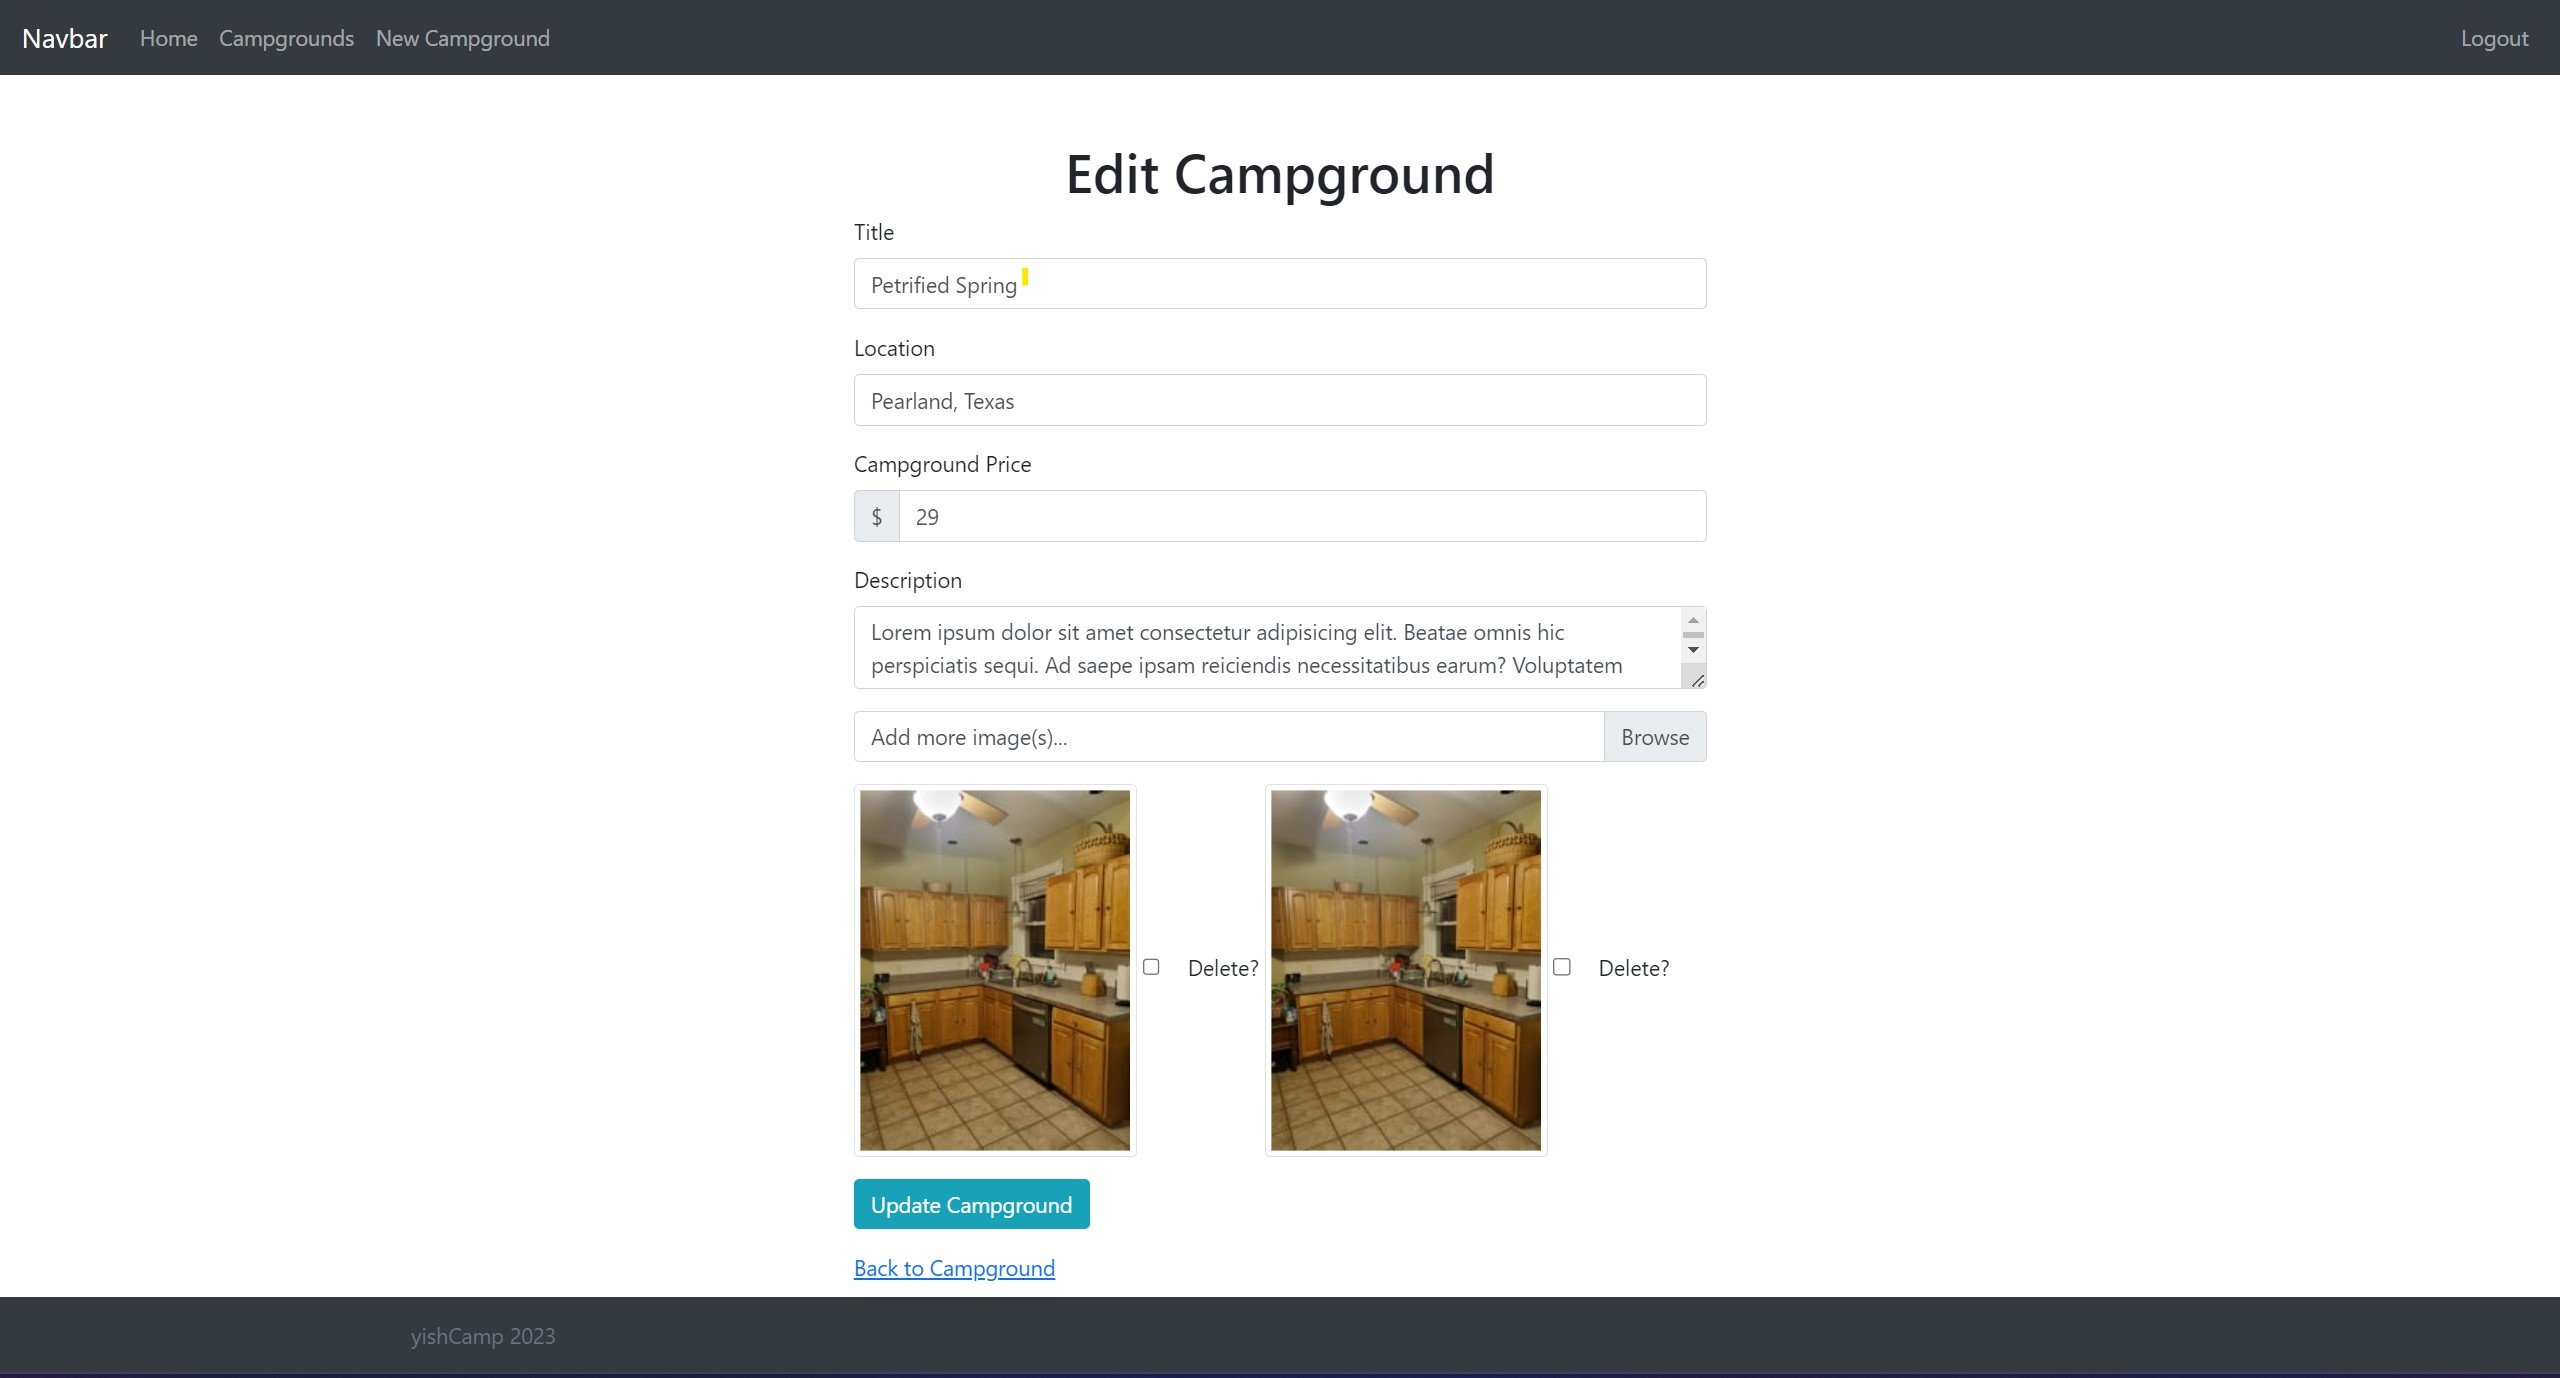 Navbar Home Campgrounds New Campground Logout
Edit Campground
Title
Petrified Spring
Location
Pearland, Texas
Campground Price
$ 29
Description
Lorem ipsum dolor sit amet consectetur adipisicing elit. Beatae omnis hic
perspiciatis sequi. Ad saepe ipsam reiciendis necessitatibus earum? Voluptatem
Add more image(s)... Browse
Delete? Delete?
Update Campground
Back to Campground
yishCamp 2023